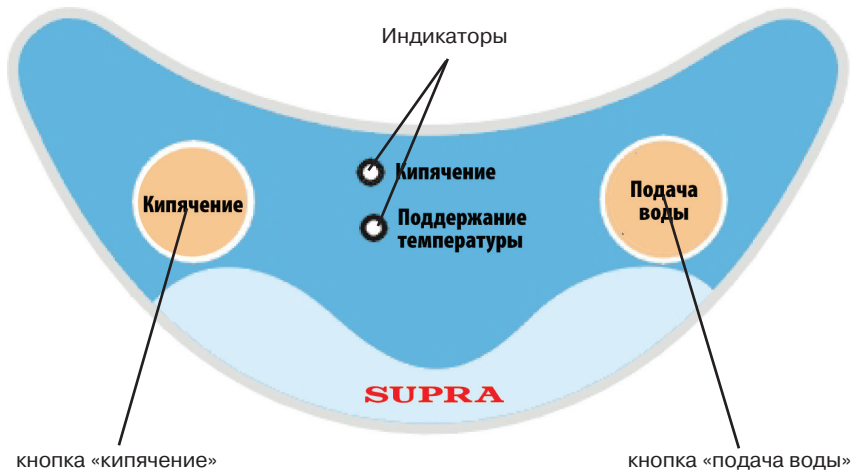 Индикаторы
Кипячение
Кипячение
Поддержание
температуры
Подача
воды
SUPRA
кнопка «кипячение»
кнопка «подача воды»